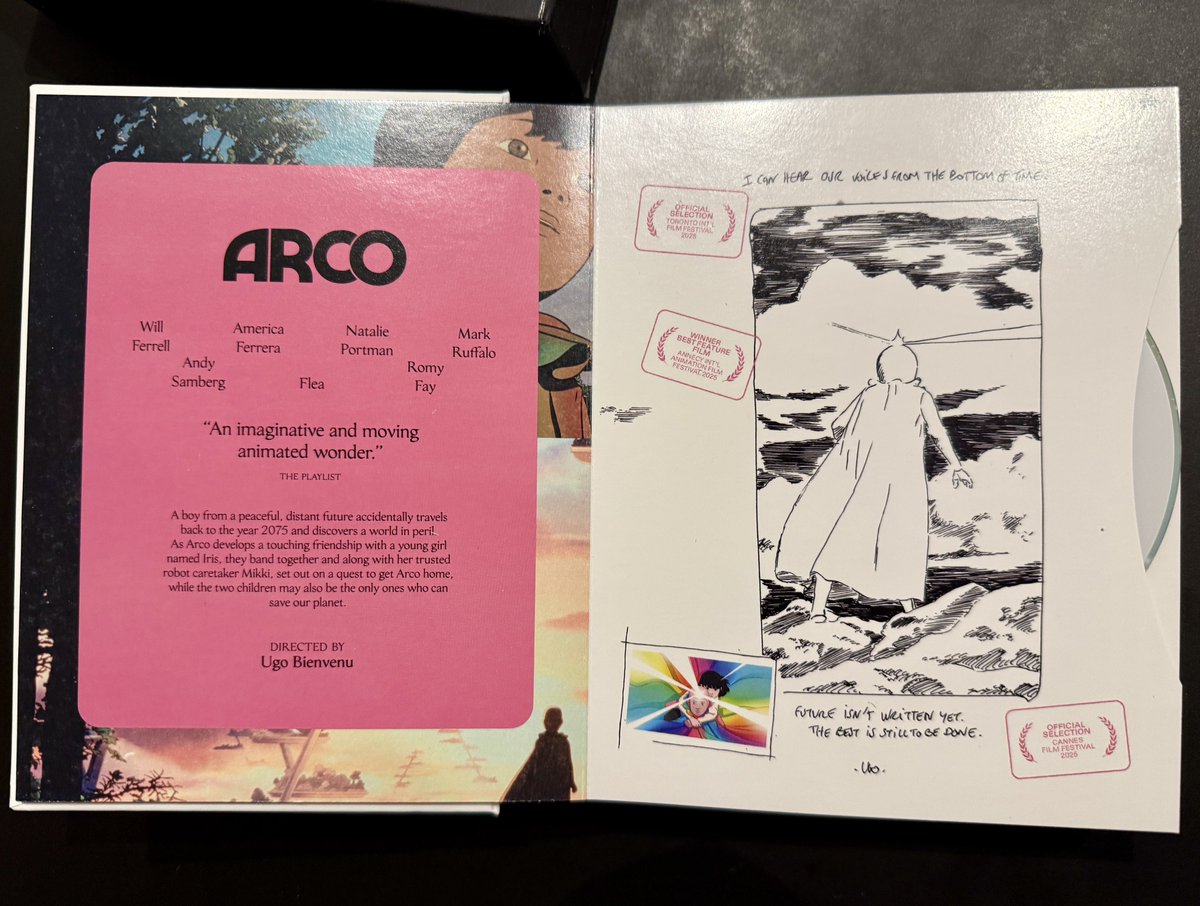 ARCO
Will Ferrell
America Ferrera
Natalie Portman
Mark Ruffalo
Andy Samberg
Flea
Romy Fay
“An imaginative and moving
animated wonder.”
THE PLAYLIST
A boy from a peaceful, distant future accidentally travels
back to the year 2075 and discovers a world in peril.
As Arco develops a touching friendship with a young girl
named Iris, they band together and along with her trusted
robot caretaker Mikki, set out on a quest to get Arco home,
while the two children may also be the only ones who can
save our planet.
DIRECTED BY
Ugo Bienvenu
I CAN HEAR OUR VOICES FROM THE BOTTOM OF TIME
OFFICIAL
SELECTION
TORONTO INT'L
FILM FESTIVAL
2025
WINNER
BEST FEATURE
FILM
ANNECY INT'L
ANIMATION FILM
FESTIVAL 2025
FUTURE ISN'T WRITTEN YET.
THE BEST IS STILL TO BE DONE.
-UGO-
OFFICIAL
SELECTION
CANNES
FILM FESTIVAL
2025